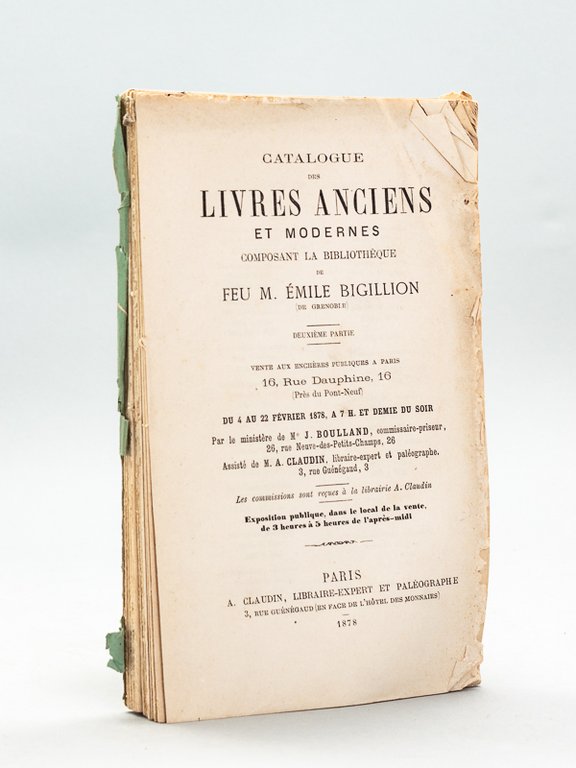 CATALOGUE
DES
LIVRES ANCIENS
ET MODERNES
COMPOSANT LA BIBLIOTHÈQUE
DE
FEU M. ÉMILE BIGILLION
(DE GRENOBLE)
DEUXIÈME PARTIE
VENTE AUX ENCHÈRES PUBLIQUES A PARIS
16, Rue Dauphine, 16
(Près du Pont-Neuf)
DU 4 AU 22 FÉVRIER 1878, A 7 H. ET DEMIE DU SOIR
Par le ministère de Me J. BOULLAND, commissaire-priseur,
26, rue Neuve-des-Petits-Champs, 26
Assisté de M. A. CLAUDIN, libraire-expert et paléographe.
3, rue Guénégaud, 3
Les commissions sont reçues à la librairie A. Claudin
Exposition publique, dans le local de la vente,
de 3 heures à 5 heures de l'après-midi
PARIS
A. CLAUDIN, LIBRAIRE-EXPERT ET PALÉOGRAPHE
3, RUE GUÉNÉGAUD (EN FACE DE L'HÔTEL DES MONNAIES)
1878